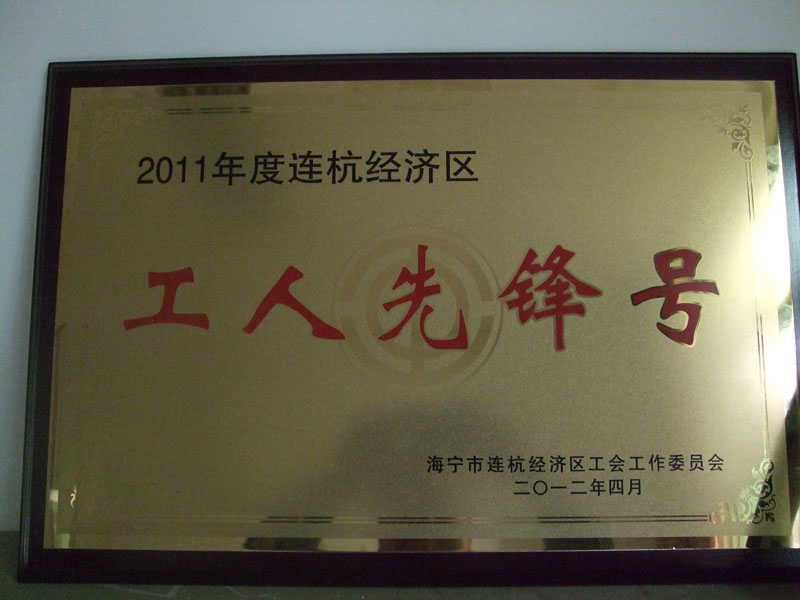 2011年度连杭经济区
工人先锋号
海宁市连杭经济区工会工作委员会
二〇一二年四月